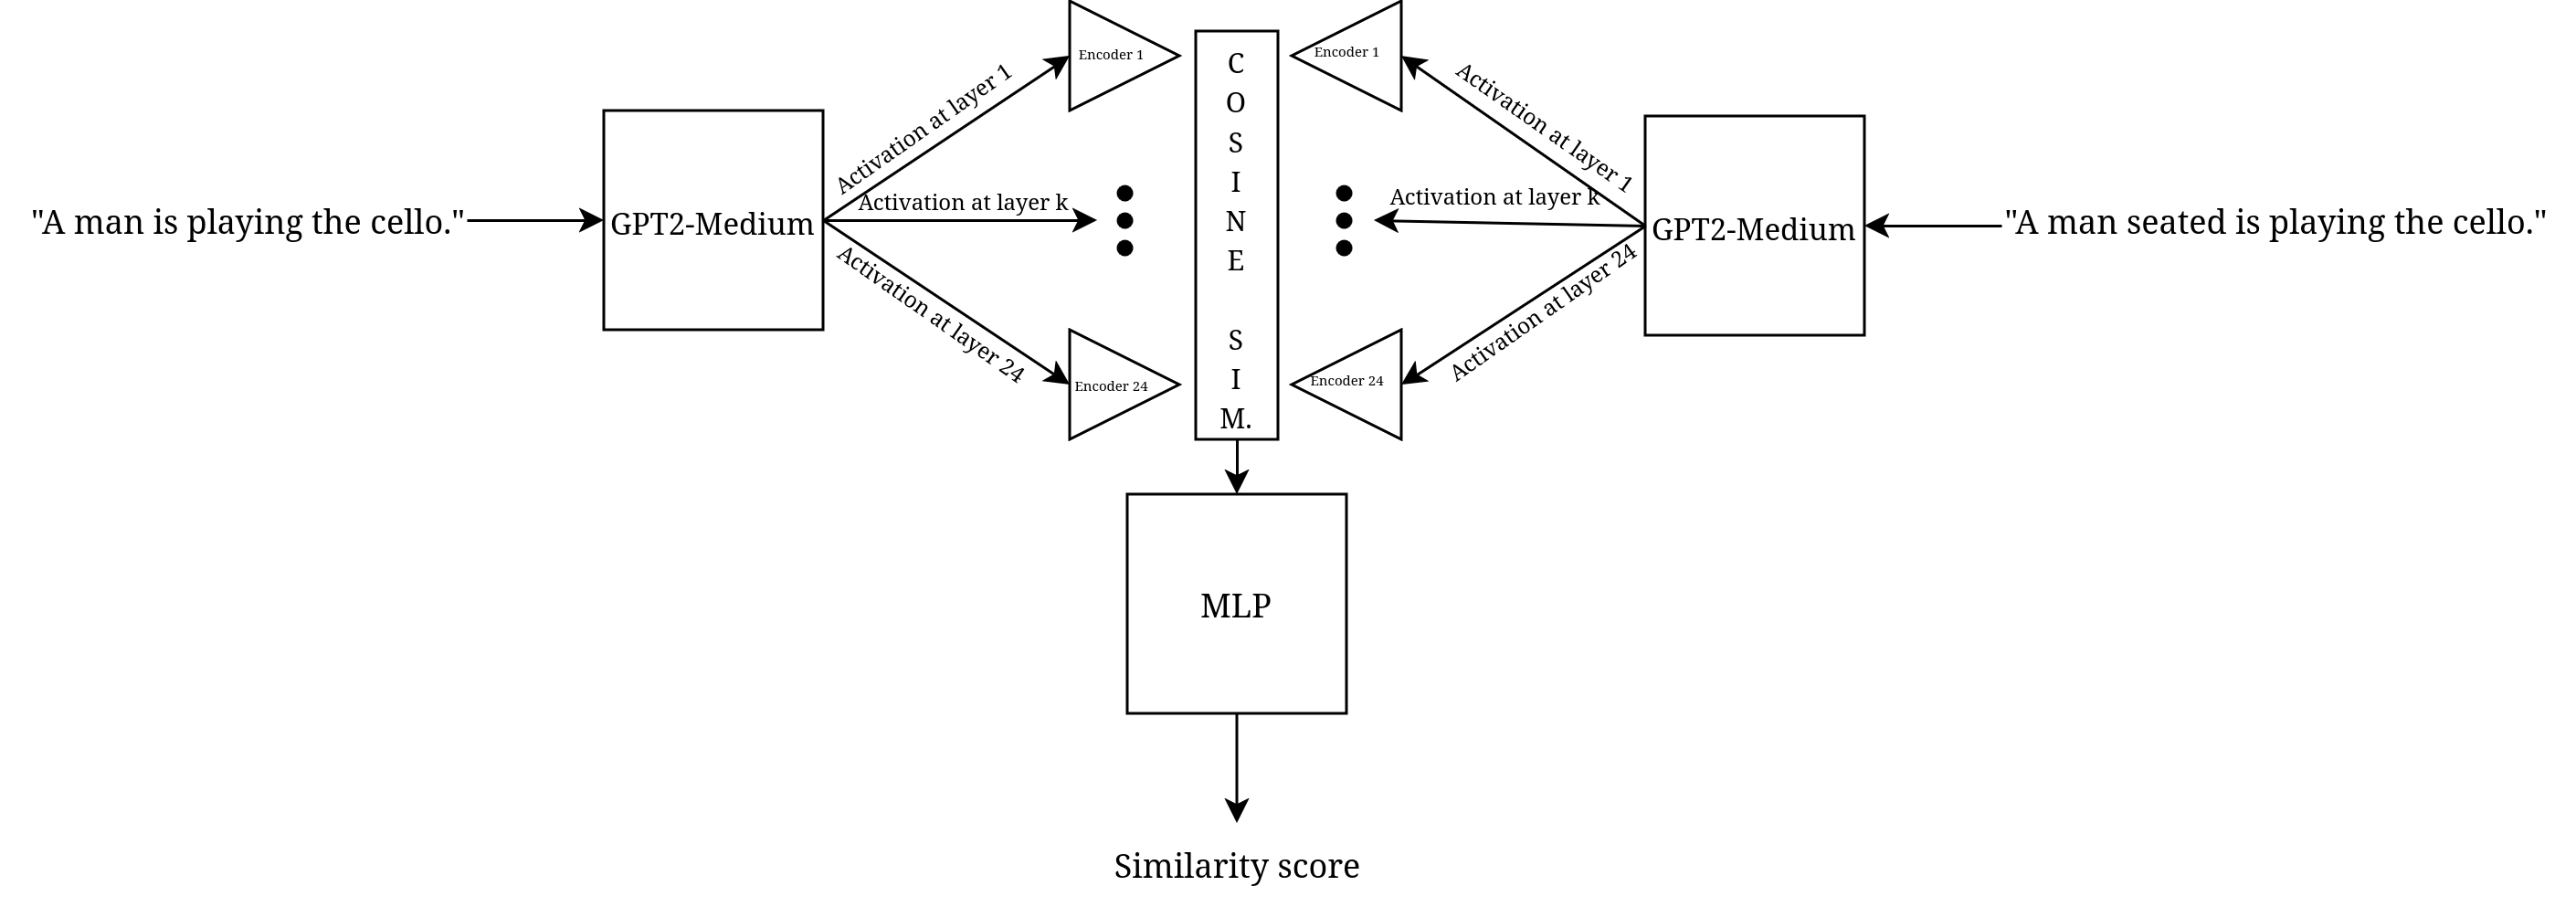 Encoder 1
Encoder 1
C
O
S
I
N
E
S
I
M.
Activation at layer 1
Activation at layer 1
Activation at layer k
Activation at layer k
"A man is playing the cello."
GPT2-Medium
GPT2-Medium
"A man seated is playing the cello."
Activation at layer 24
Activation at layer 24
Encoder 24
Encoder 24
MLP
Similarity score